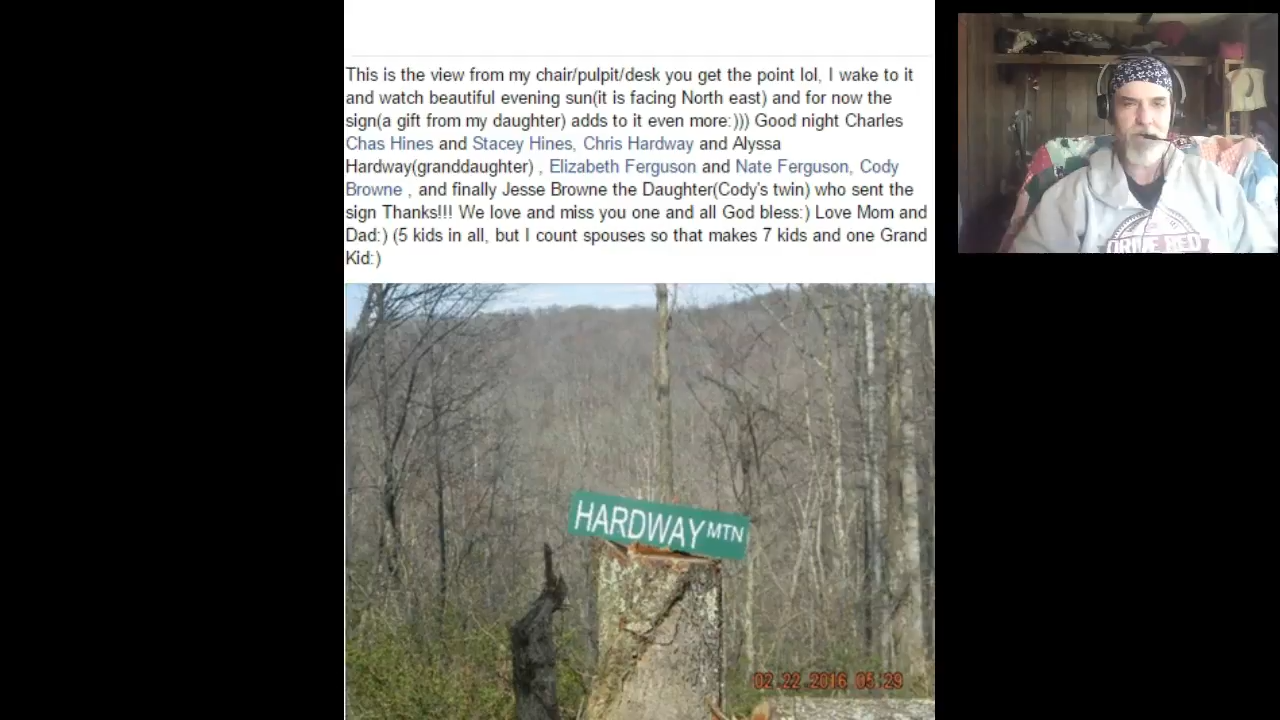 This is the view from my chair/pulpit/desk you get the point lol, I wake to it
and watch beautiful evening sun(it is facing North east) and for now the
sign(a gift from my daughter) adds to it even more:))) Good night Charles
Chas Hines and Stacey Hines, Chris Hardway and Alyssa
Hardway(granddaughter) , Elizabeth Ferguson and Nate Ferguson, Cody
Browne , and finally Jesse Browne the Daughter(Cody's twin) who sent the
sign Thanks!!! We love and miss you one and all God bless:) Love Mom and
Dad:) (5 kids in all, but I count spouses so that makes 7 kids and one Grand
Kid:)
DRIVE RED
HARDWAY MTN
02.22.2016 05:29